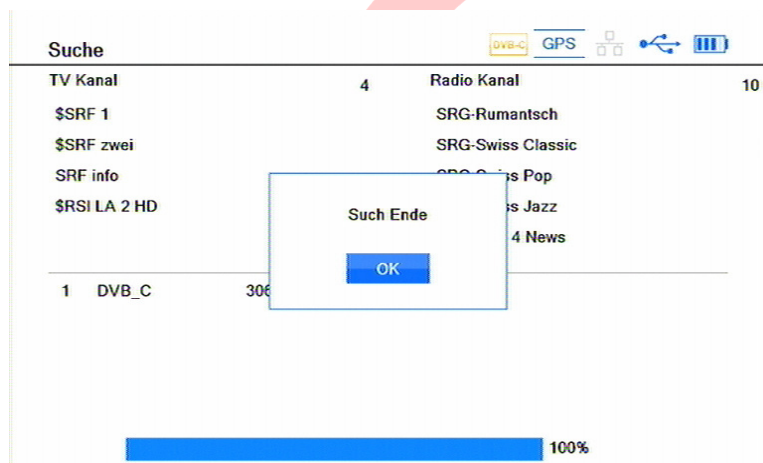 Suche DVB-C GPS
TV Kanal 4 Radio Kanal 10
$SRF 1 SRG-Rumantsch
$SRF zwei SRG-Swiss Classic
SRF info Pop
$RSI LA 2 HD Jazz
4 News
Such Ende
OK
1 DVB_C 306
100%